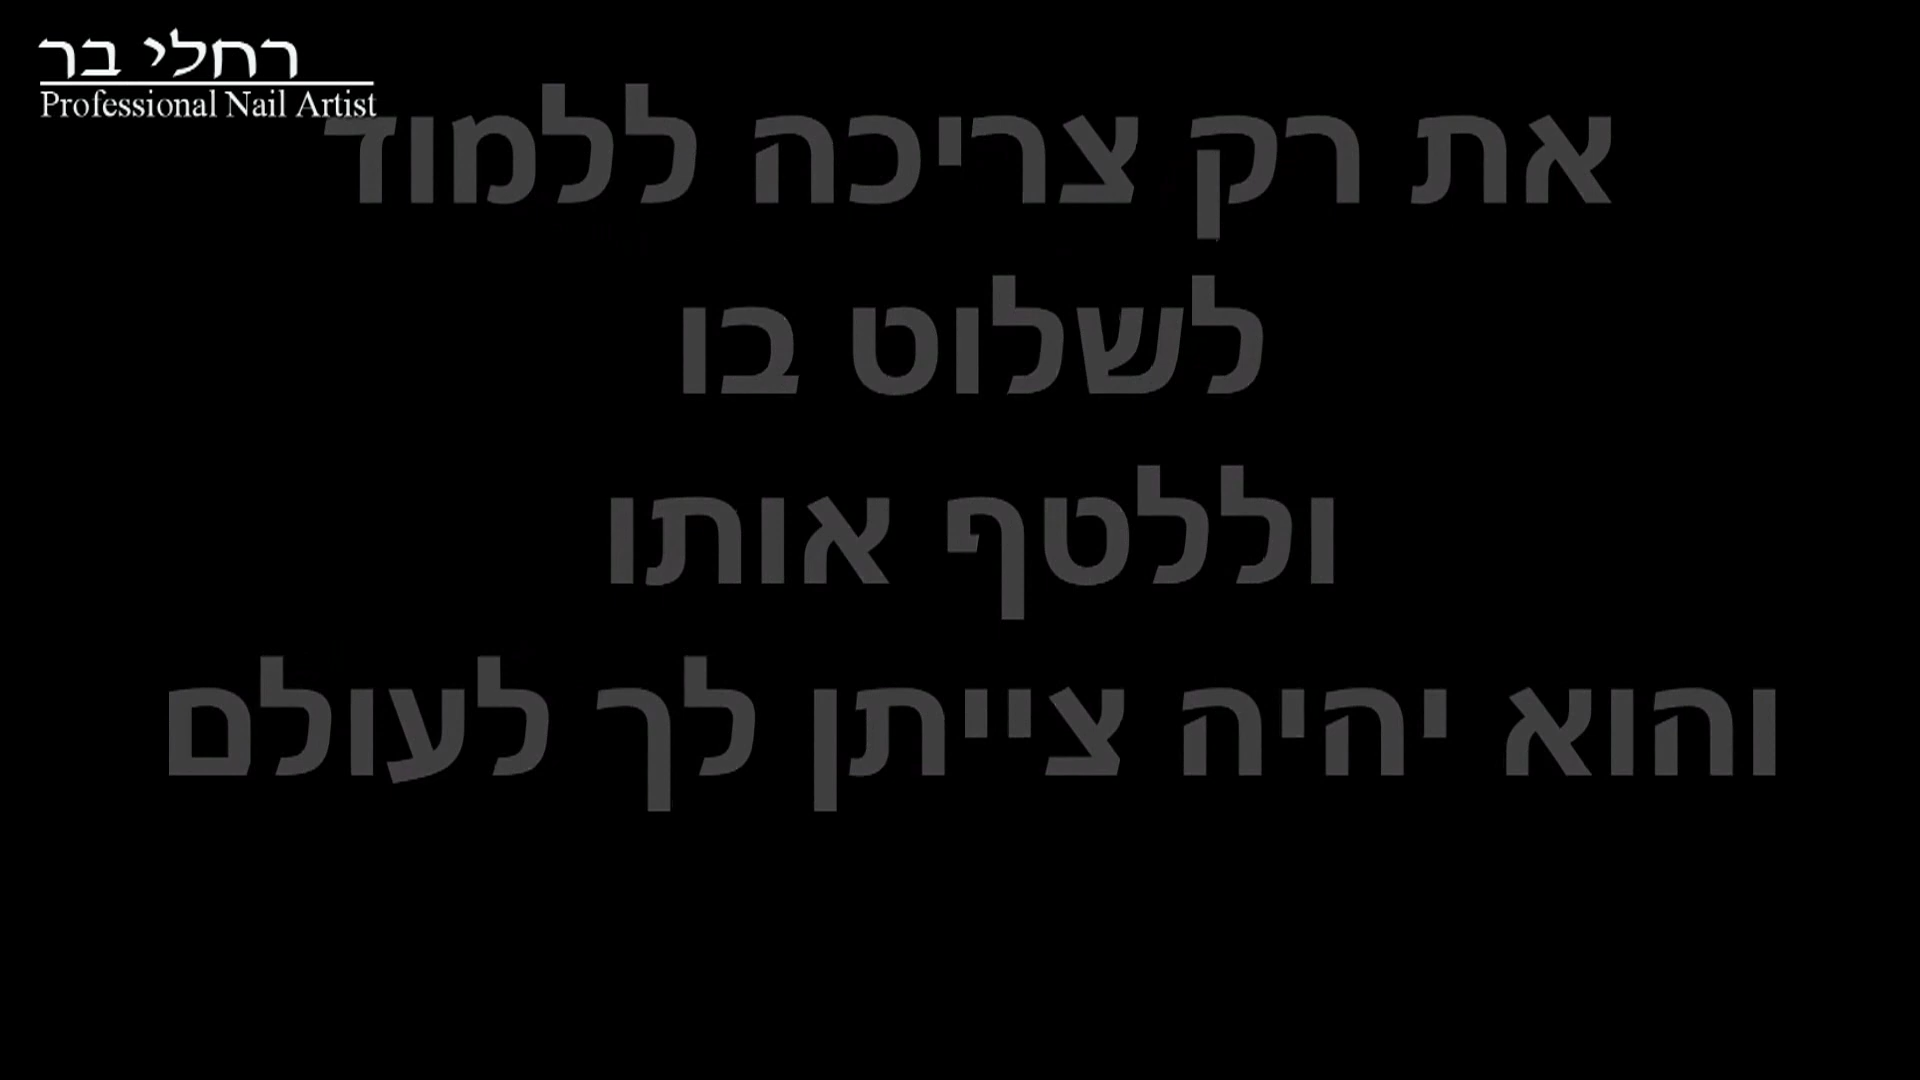 רחלי בר
Professional Nail Artist
את רק צריכה ללמוד
לשלוט בו
וללטף אותו
והוא יהיה צייתן לך לעולם